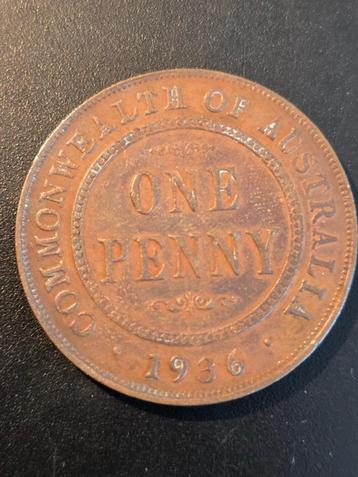 COMMONWEALTH OF AUSTRALIA
ONE
PENNY
· 1936 ·